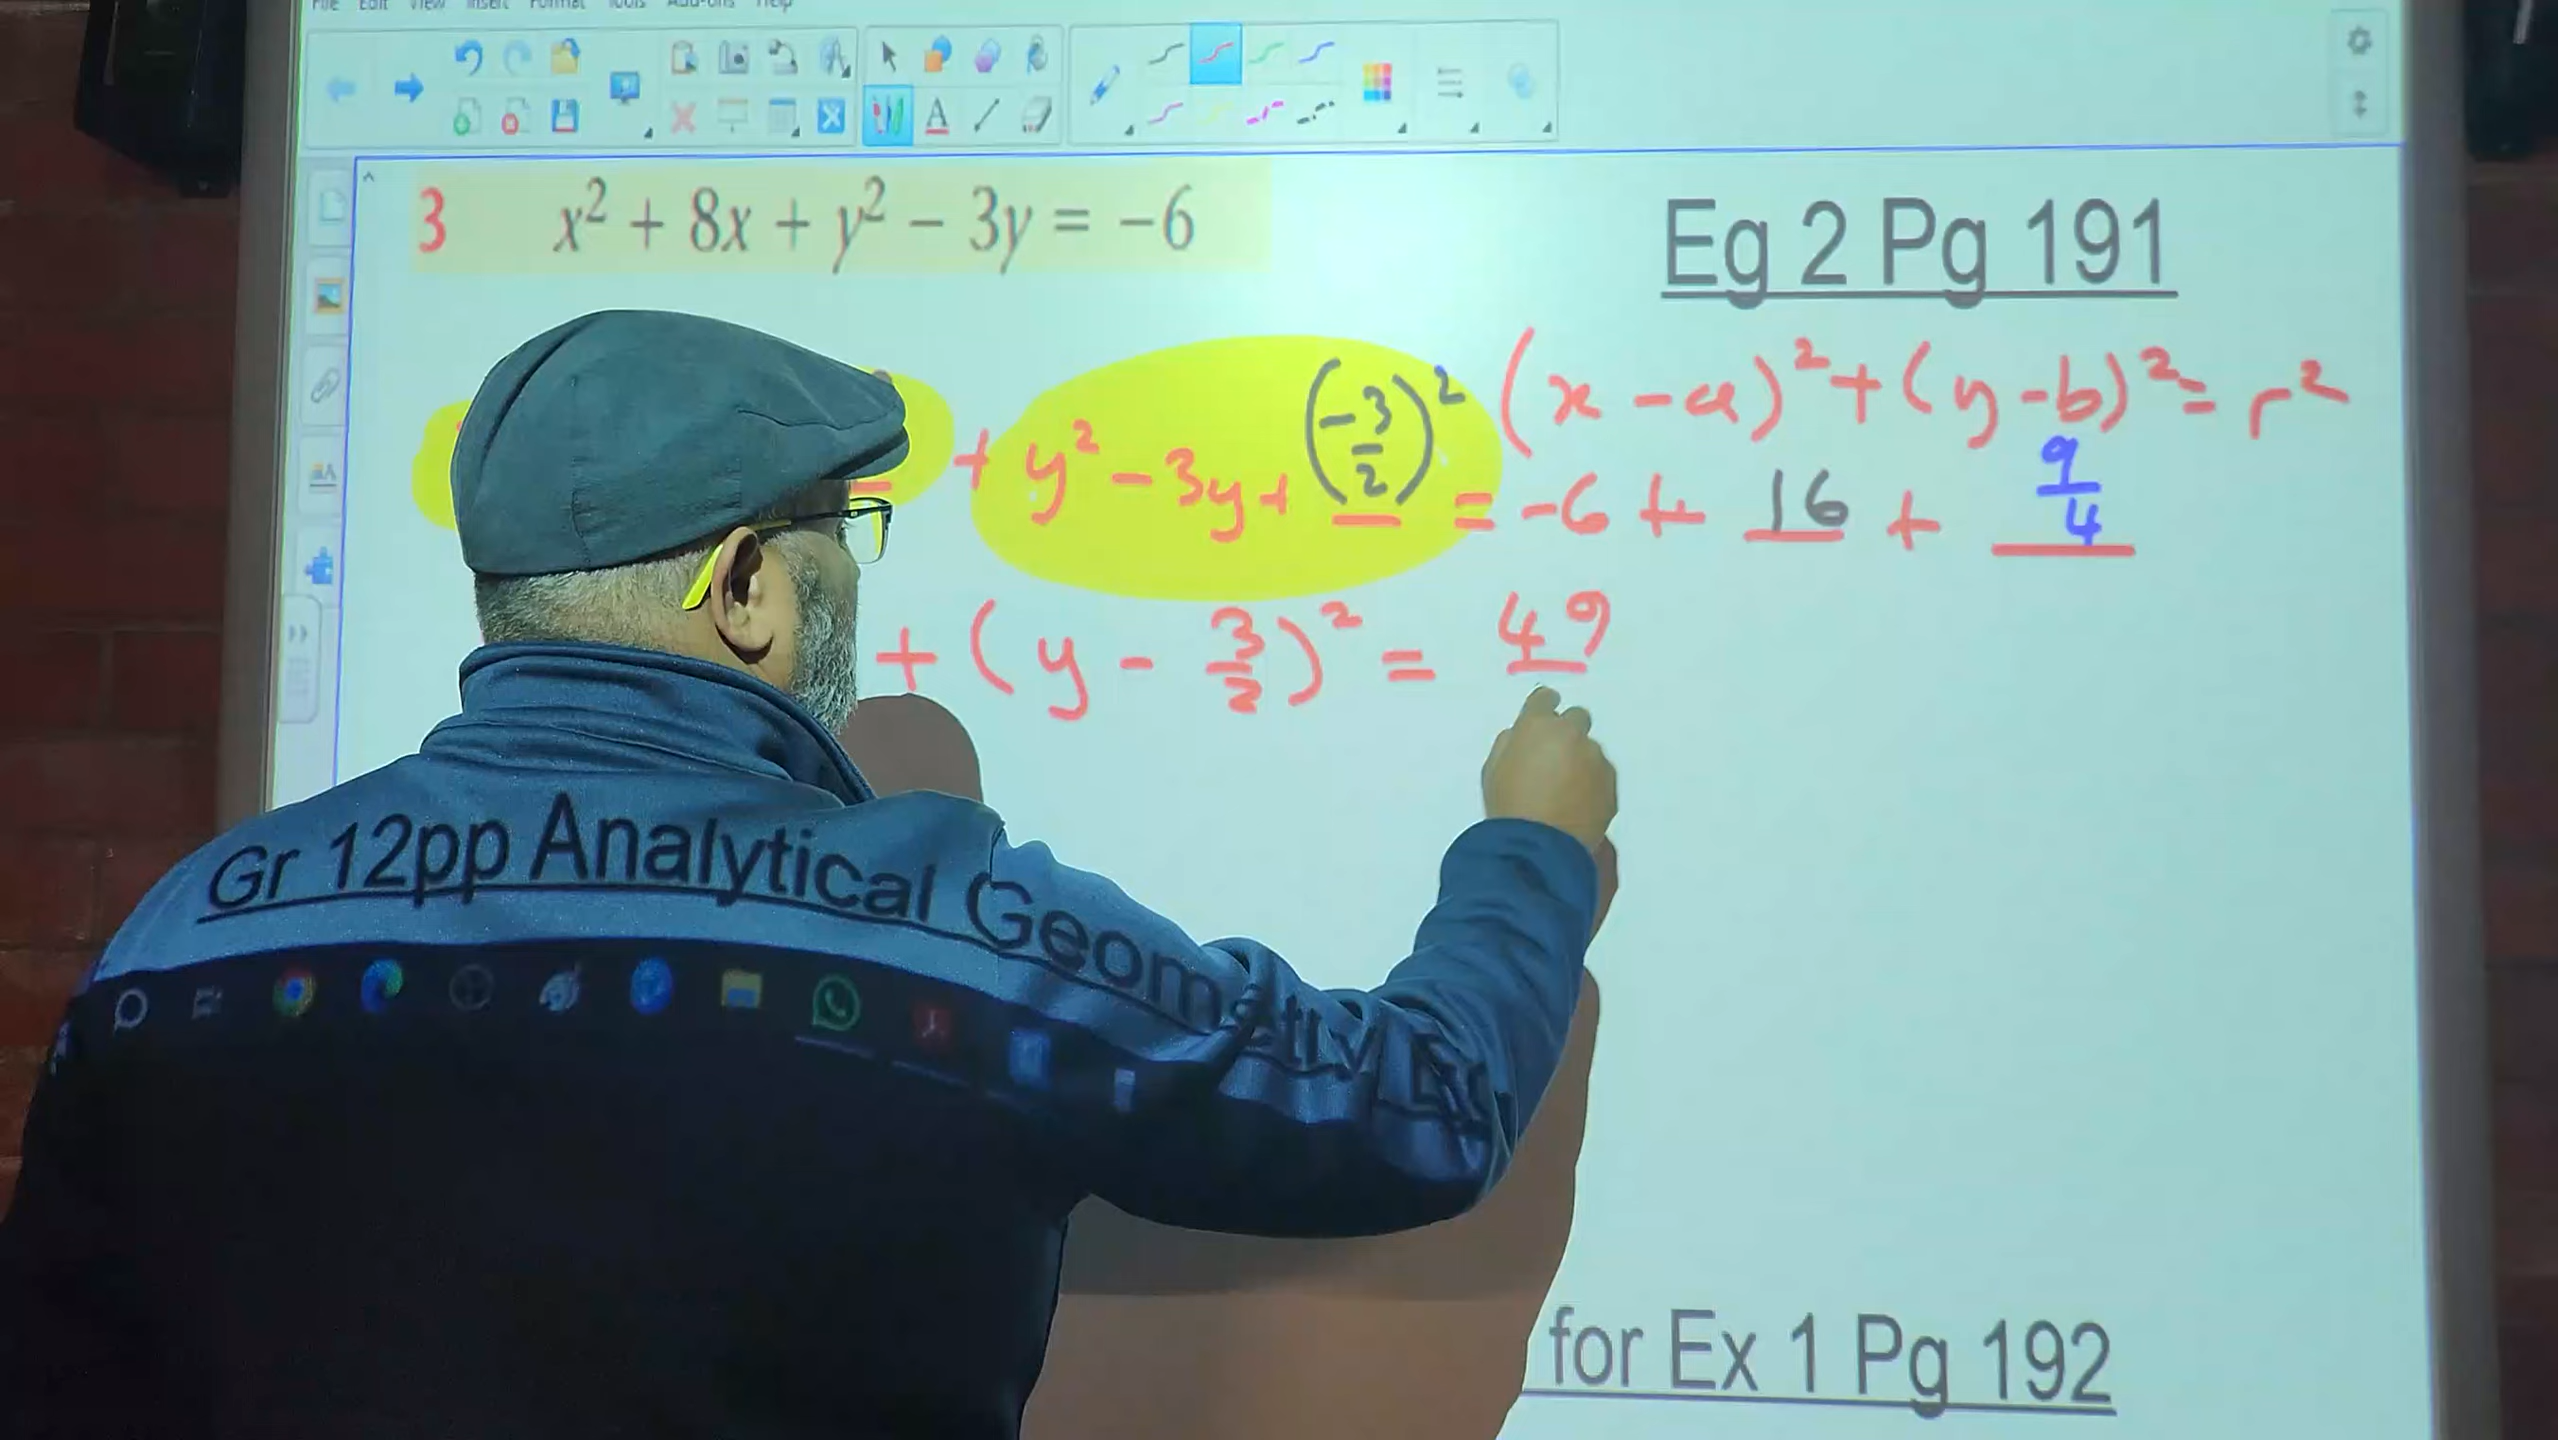 File Edit View Insert Format Tools Add-ons Help
3 x² + 8x + y² - 3y = -6
Eg 2 Pg 191
(x - a)² + (y - b)² = r²
+ y² - 3y + (-3/2)² = -6 + 16 + 9/4
+ (y - 3/2)² = 49
Gr 12pp Analytical Geometry
for Ex 1 Pg 192